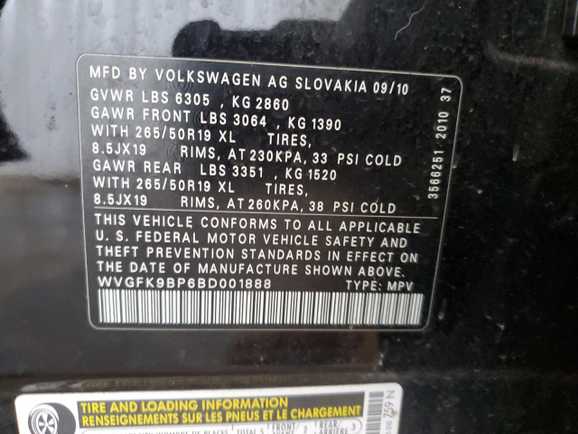 MFD BY VOLKSWAGEN AG SLOVAKIA 09/10
GVWR LBS 6305 , KG 2860
GAWR FRONT LBS 3064 , KG 1390
WITH 265/50R19 XL TIRES,
8.5JX19 RIMS, AT 230KPA, 33 PSI COLD
GAWR REAR LBS 3351 , KG 1520
WITH 265/50R19 XL TIRES,
8.5JX19 RIMS, AT 260KPA, 38 PSI COLD
THIS VEHICLE CONFORMS TO ALL APPLICABLE
U. S. FEDERAL MOTOR VEHICLE SAFETY AND
THEFT PREVENTION STANDARDS IN EFFECT ON
THE DATE OF MANUFACTURE SHOWN ABOVE.
WVGFK9BP6BD001888 TYPE: MPV
3566251 2010 37
TIRE AND LOADING INFORMATION
RENSEIGNEMENTS SUR LES PNEUS ET LE CHARGEMENT